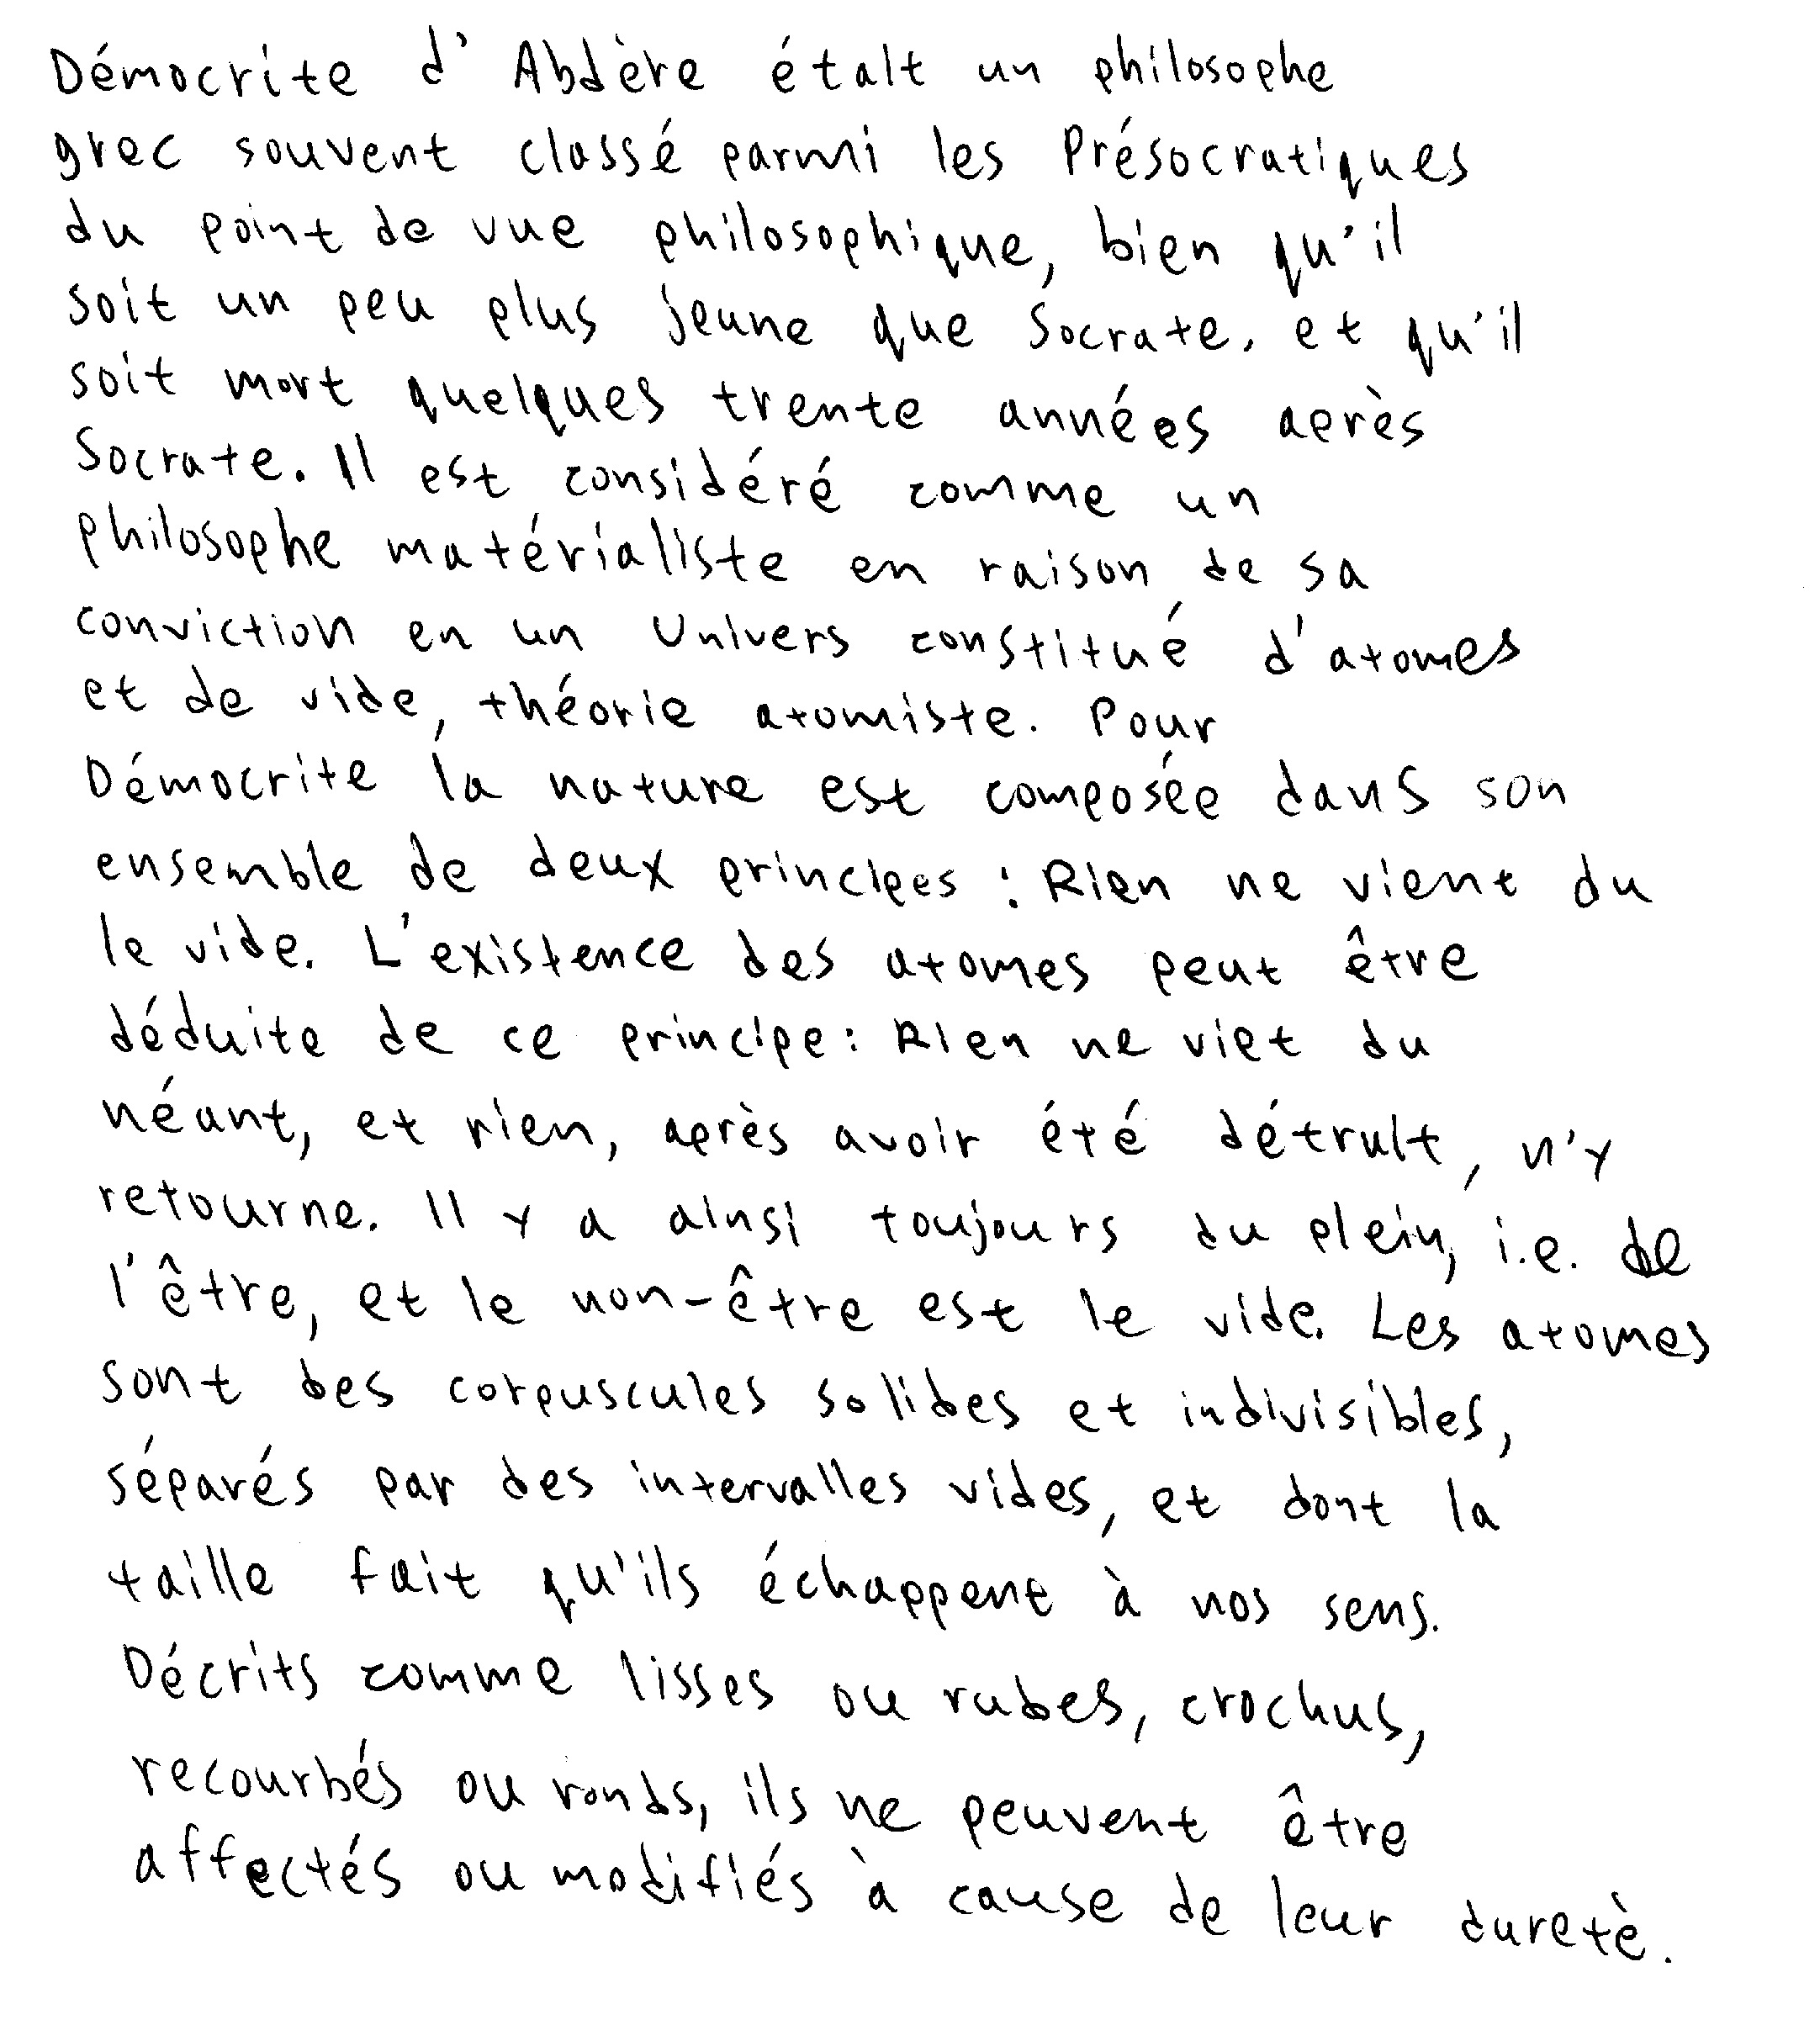 Démocrite d'Abdère était un philosophe
grec souvent classé parmi les Présocratiques
du point de vue philosophique, bien qu'il
soit un peu plus jeune que Socrate, et qu'il
soit mort quelques trente années après
Socrate. Il est considéré comme un
philosophe matérialiste en raison de sa
conviction en un Univers constitué d'atomes
et de vide, théorie atomiste. Pour
Démocrite la nature est composée dans son
ensemble de deux principes : Rien ne vient du
le vide. L'existence des atomes peut être
déduite de ce principe: Rien ne viet du
néant, et rien, après avoir été détruit, n'y
retourne. Il y a ainsi toujours du plein, i.e. de
l'être, et le non-être est le vide. Les atomes
sont des corpuscules solides et indivisibles,
séparés par des intervalles vides, et dont la
taille fait qu'ils échappent à nos sens.
Décrits comme lisses ou rudes, crochus,
recourbés ou ronds, ils ne peuvent être
affectés ou modifiés à cause de leur duretè.